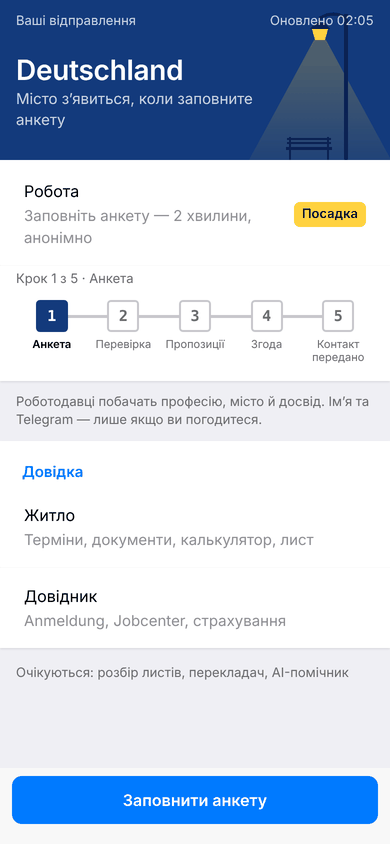 Ваші відправлення
Оновлено 02:05
Deutschland
Місто з’явиться, коли заповните
анкету
Робота
Заповніть анкету — 2 хвилини,
анонімно
Посадка
Крок 1 з 5 · Анкета
1
2
3
4
5
Анкета
Перевірка
Пропозиції
Згода
Контакт
передано
Роботодавці побачать професію, місто й досвід. Ім’я та
Telegram — лише якщо ви погодитеся.
Довідка
Житло
Терміни, документи, калькулятор, лист
Довідник
Anmeldung, Jobcenter, страхування
Очікуються: розбір листів, перекладач, AI-помічник
Заповнити анкету